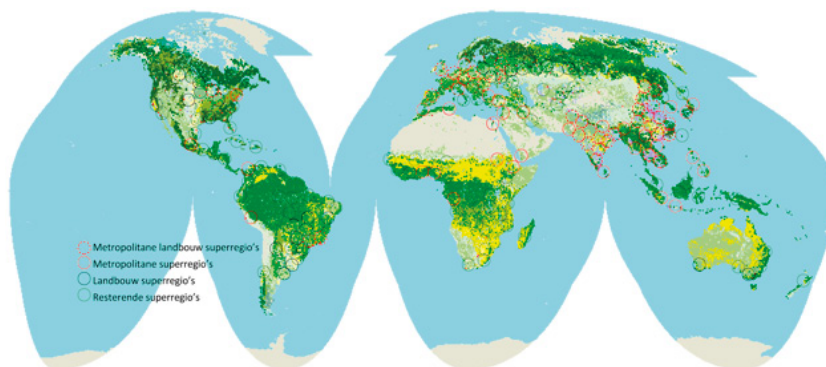 Metropolitane landbouw superregio's
Metropolitane superregio's
Landbouw superregio's
Resterende superregio's